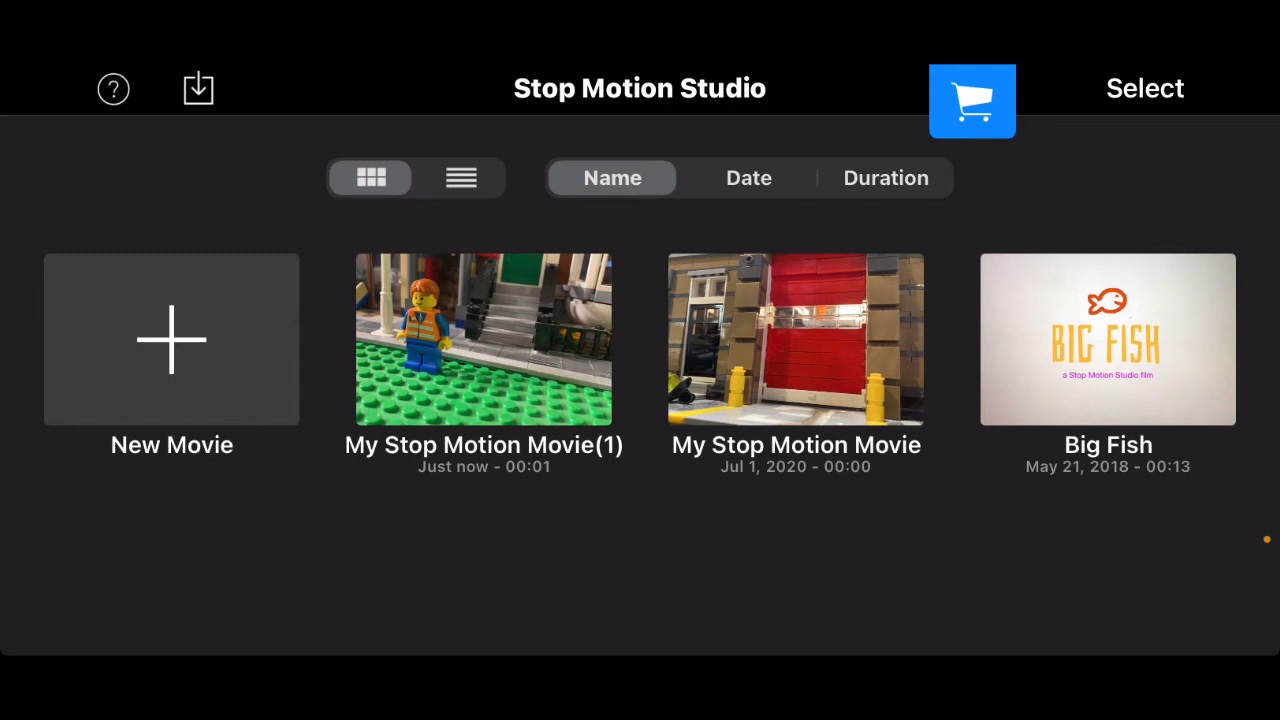 ?
Stop Motion Studio
Select
Name
Date
Duration
BIG FISH
a Stop Motion Studio film
New Movie
My Stop Motion Movie(1)
My Stop Motion Movie
Big Fish
Just now - 00:01
Jul 1, 2020 - 00:00
May 21, 2018 - 00:13